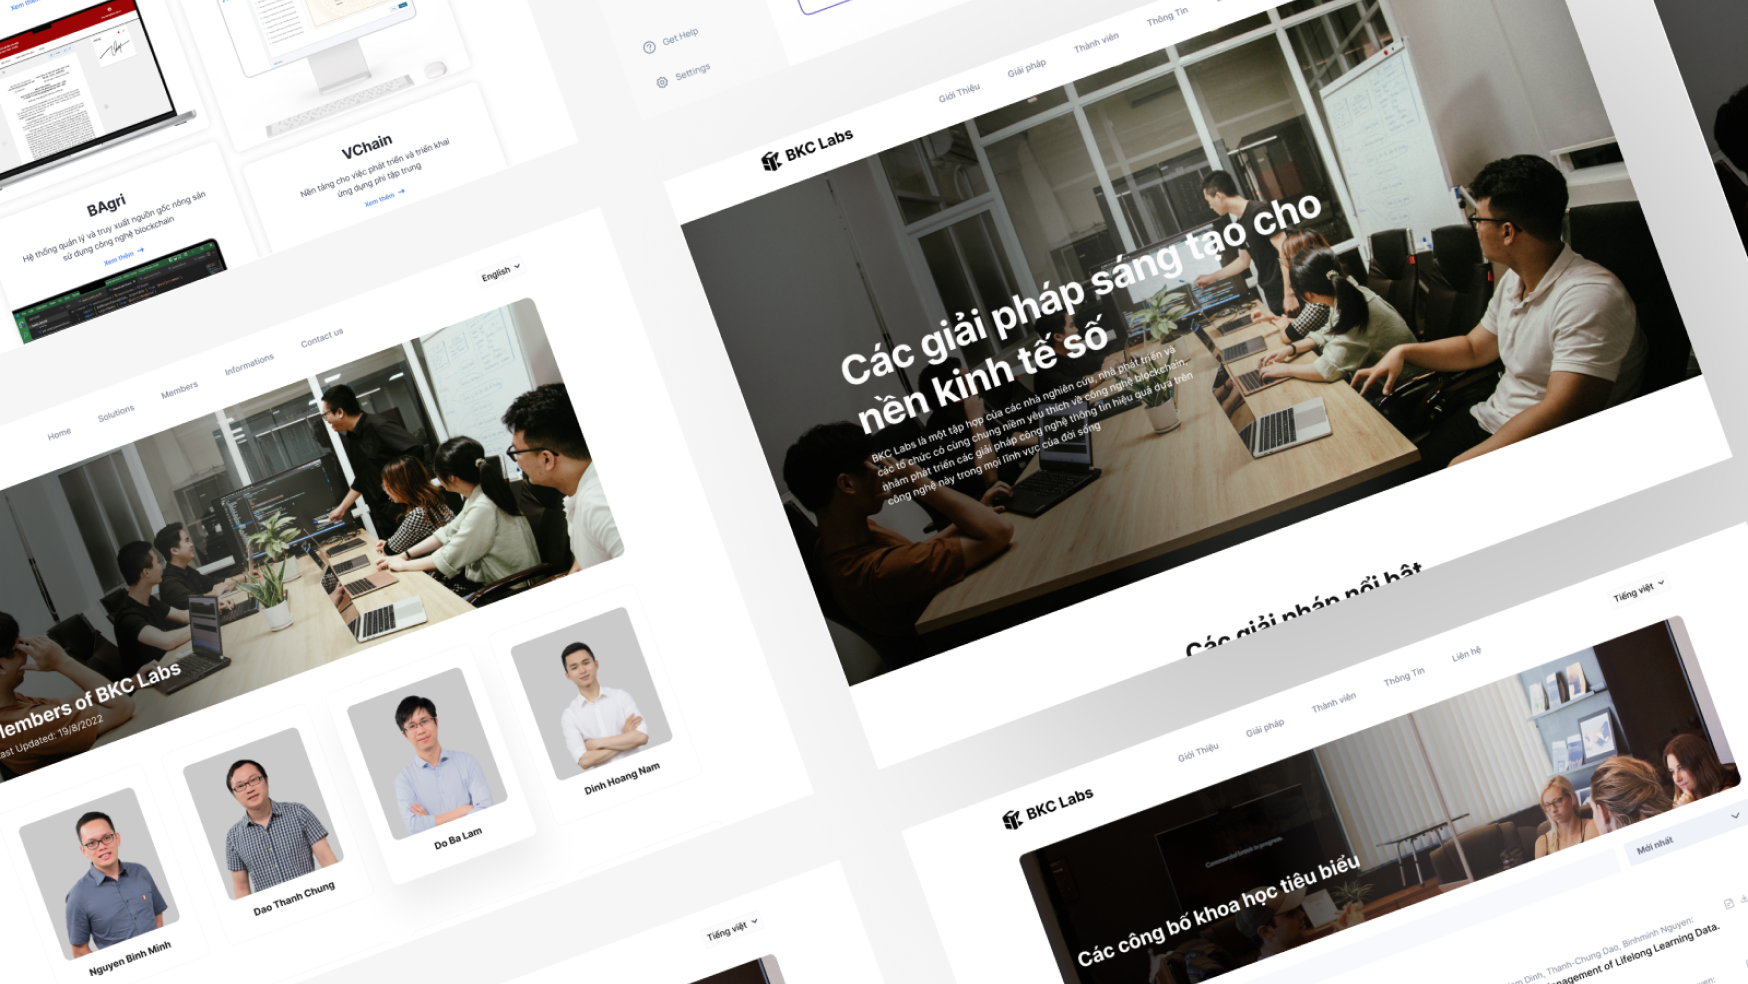 Xem thêm
BAgri
Hệ thống quản lý và truy xuất nguồn gốc nông sản
sử dụng công nghệ blockchain
Xem thêm →
VChain
Nền tảng cho việc phát triển và triển khai
ứng dụng phi tập trung
Xem thêm →
Get Help
Settings
English
Home
Solutions
Members
Informations
Contact us
Members of BKC Labs
Last Updated: 19/8/2022
Nguyen Binh Minh
Dao Thanh Chung
Do Ba Lam
Dinh Hoang Nam
Tiếng việt
BKC Labs
Giới Thiệu
Giải pháp
Thành viên
Thông Tin
Các giải pháp sáng tạo cho
nền kinh tế số
BKC Labs là một tập hợp của các nhà nghiên cứu, nhà phát triển và
các tổ chức có cùng chung niềm yêu thích về công nghệ blockchain,
nhằm phát triển các giải pháp công nghệ thông tin hiệu quả dựa trên
công nghệ này trong mọi lĩnh vực của đời sống
Các giải pháp nổi bật
Tiếng việt
BKC Labs
Giới Thiệu
Giải pháp
Thành viên
Thông Tin
Liên hệ
Commercial break in progress
Các công bố khoa học tiêu biểu
Mới nhất
Dinh, Thanh-Chung Dao, Binhminh Nguyen:
Management of Lifelong Learning Data.